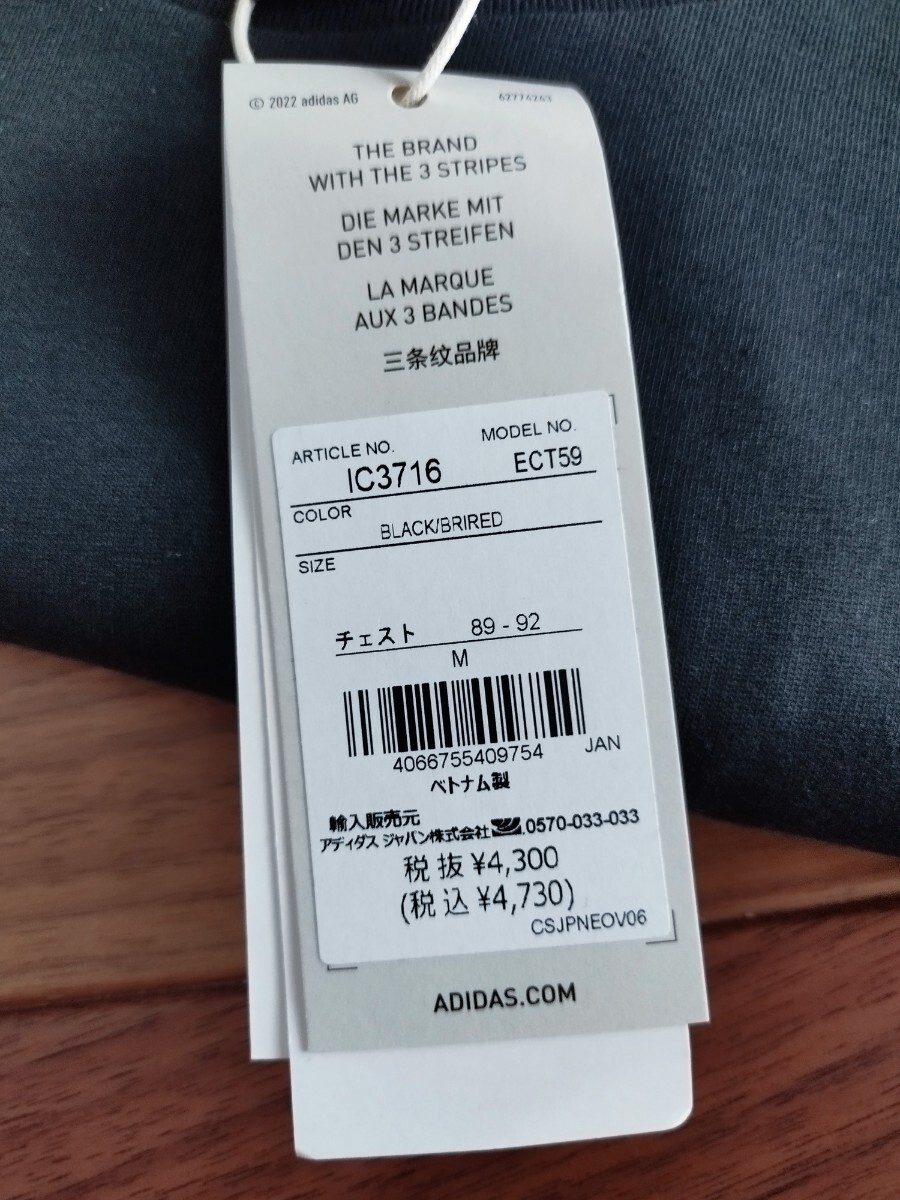 © 2022 adidas AG
62774263
THE BRAND
WITH THE 3 STRIPES
DIE MARKE MIT
DEN 3 STREIFEN
LA MARQUE
AUX 3 BANDES
三条纹品牌
ARTICLE NO. MODEL NO.
IC3716 ECT59
COLOR
BLACK/BRIRED
SIZE
チェスト 89 - 92
M
4066755409754 JAN
ベトナム製
輸入販売元
アディダス ジャパン株式会社 0570-033-033
税 抜 ¥4,300
(税 込 ¥4,730)
CSJPNEOV06
ADIDAS.COM